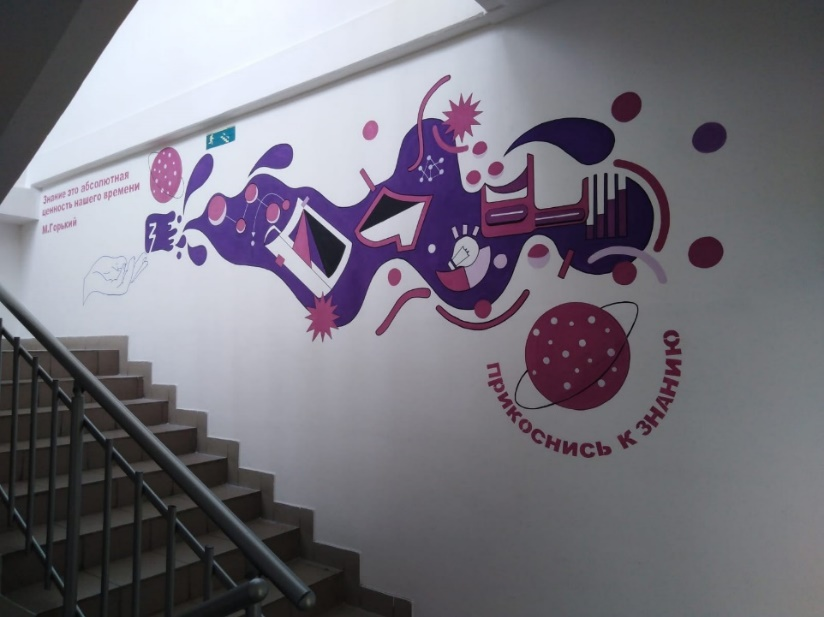 Знание это абсолютная
ценность нашего времени
М.Горький
ПРИКОСНИСЬ К ЗНАНИЮ